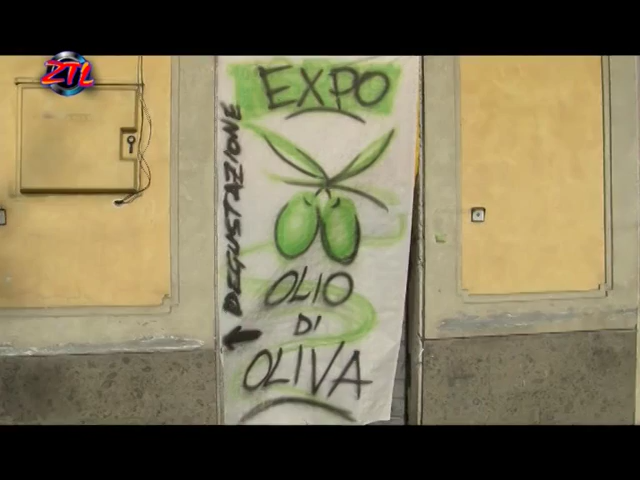 ZTL
EXPO
DEGUSTAZIONE
OLIO
DI
OLIVA